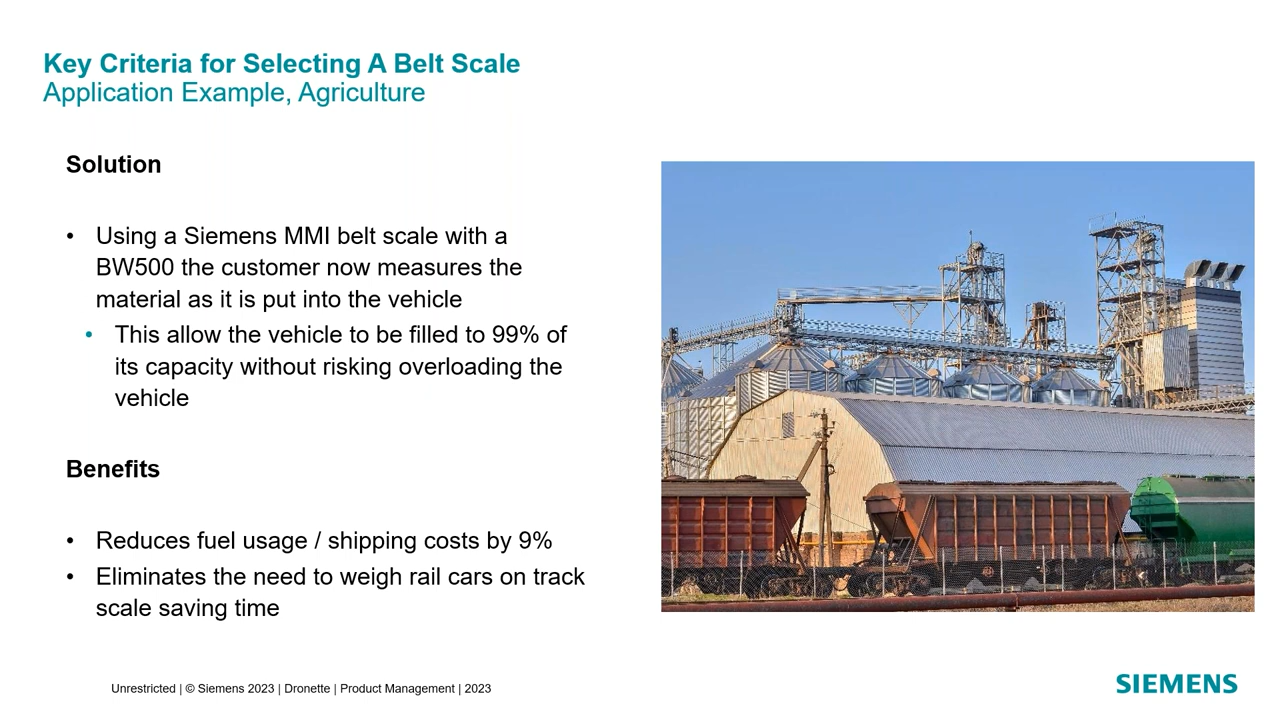 Key Criteria for Selecting A Belt Scale
Application Example, Agriculture
Solution
• Using a Siemens MMI belt scale with a
BW500 the customer now measures the
material as it is put into the vehicle
• This allow the vehicle to be filled to 99% of
its capacity without risking overloading the
vehicle
Benefits
• Reduces fuel usage / shipping costs by 9%
• Eliminates the need to weigh rail cars on track
scale saving time
Unrestricted | © Siemens 2023 | Dronette | Product Management | 2023
SIEMENS